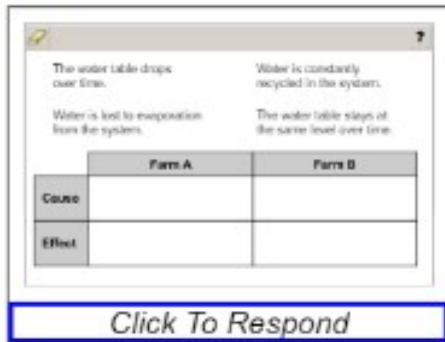 ?
The water table drops
over time.
Water is constantly
recycled in the system.
Water is lost to evaporation
from the system.
The water table stays at
the same level over time.
Farm A Farm B
Cause
Effect
Click To Respond